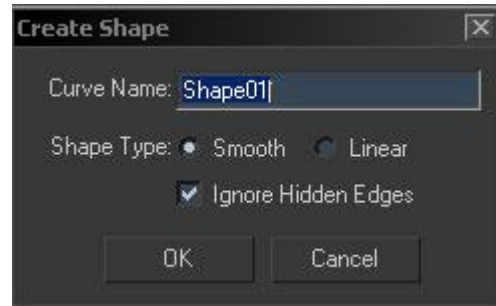 Create Shape
Curve Name: Shape01
Shape Type: Smooth Linear
Ignore Hidden Edges
OK Cancel